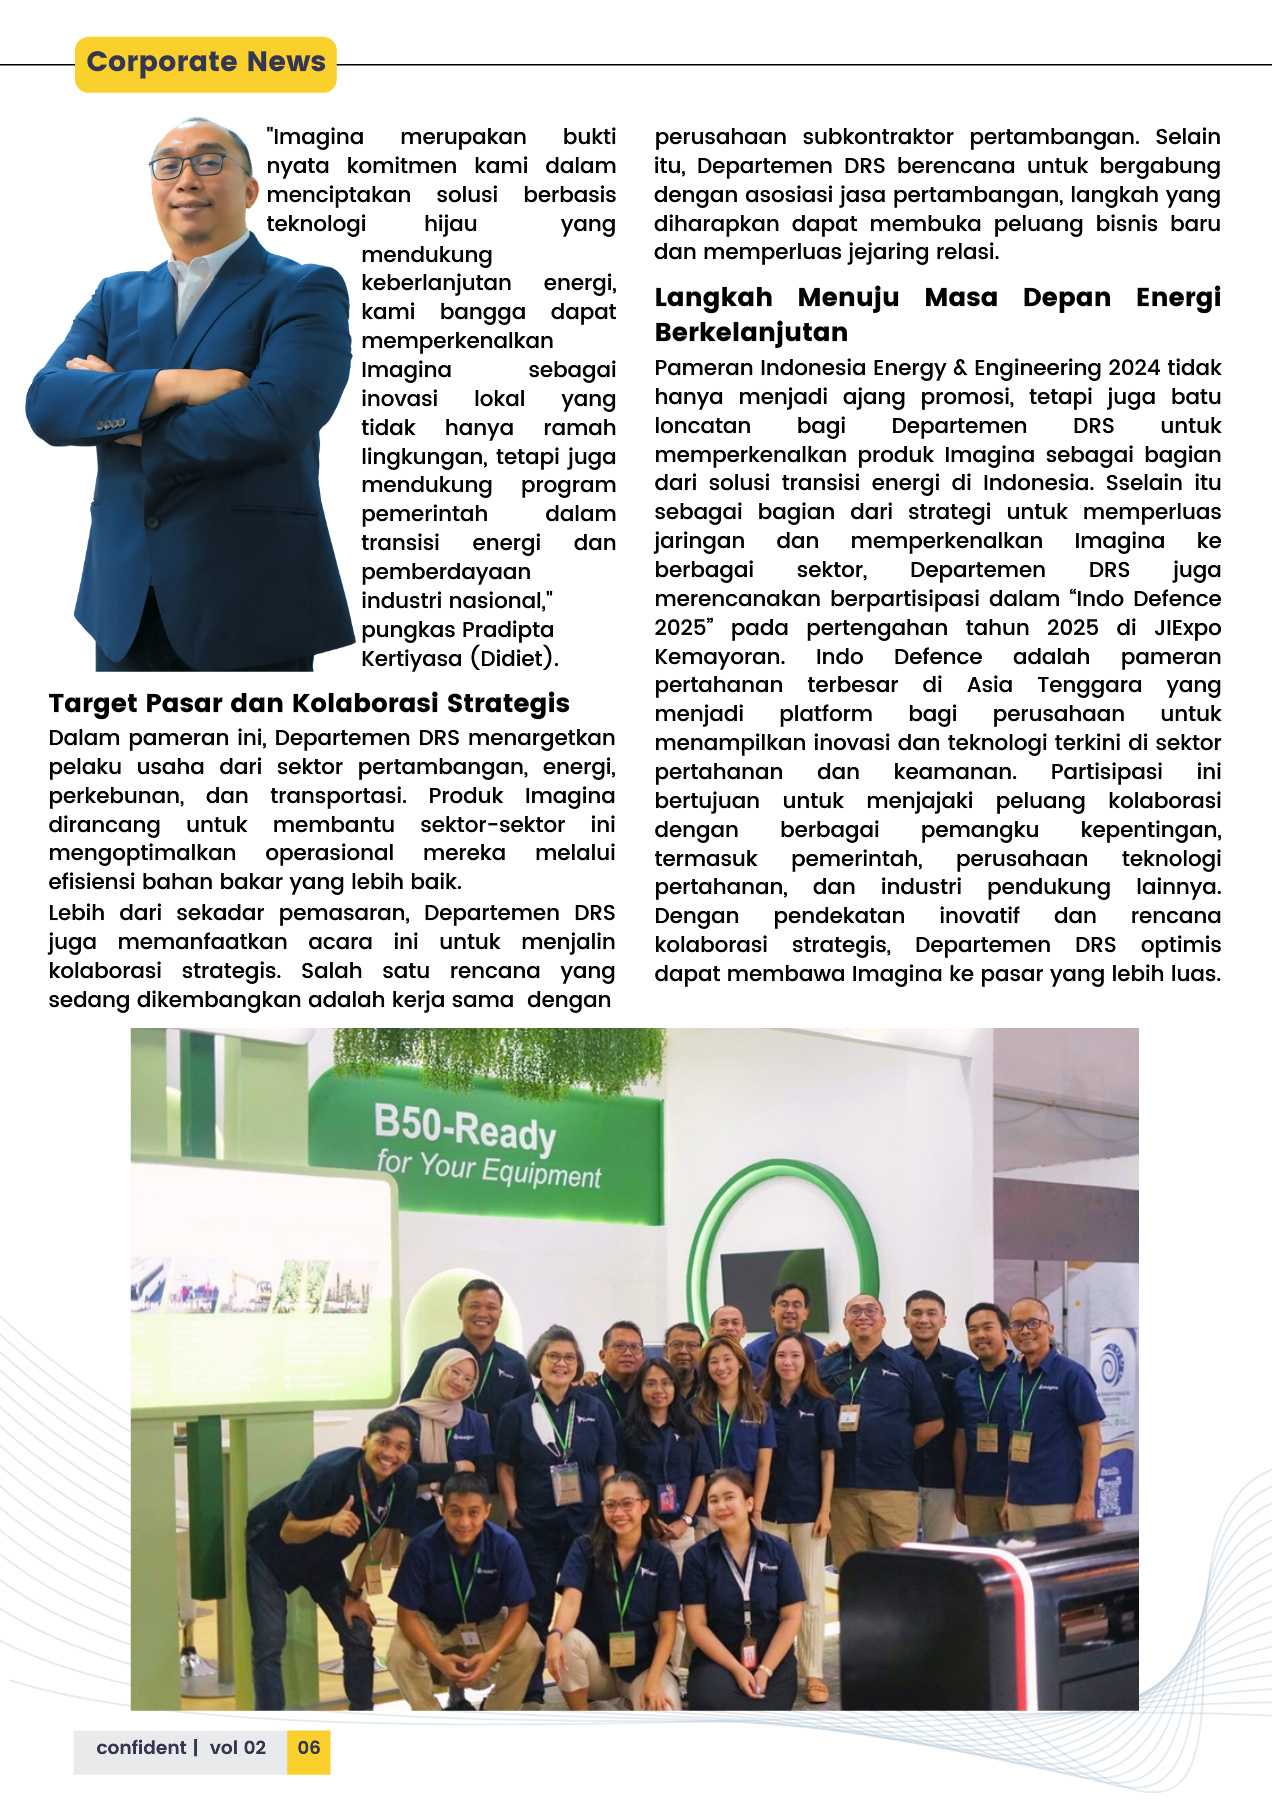 Corporate News
"Imagina merupakan bukti
nyata komitmen kami dalam
menciptakan solusi berbasis
teknologi hijau yang
mendukung
keberlanjutan energi,
kami bangga dapat
memperkenalkan
Imagina sebagai
inovasi lokal yang
tidak hanya ramah
lingkungan, tetapi juga
mendukung program
pemerintah dalam
transisi energi dan
pemberdayaan
industri nasional,"
pungkas Pradipta
Kertiyasa (Didiet).
Target Pasar dan Kolaborasi Strategis
Dalam pameran ini, Departemen DRS menargetkan
pelaku usaha dari sektor pertambangan, energi,
perkebunan, dan transportasi. Produk Imagina
dirancang untuk membantu sektor-sektor ini
mengoptimalkan operasional mereka melalui
efisiensi bahan bakar yang lebih baik.
Lebih dari sekadar pemasaran, Departemen DRS
juga memanfaatkan acara ini untuk menjalin
kolaborasi strategis. Salah satu rencana yang
sedang dikembangkan adalah kerja sama dengan
perusahaan subkontraktor pertambangan. Selain
itu, Departemen DRS berencana untuk bergabung
dengan asosiasi jasa pertambangan, langkah yang
diharapkan dapat membuka peluang bisnis baru
dan memperluas jejaring relasi.
Langkah Menuju Masa Depan Energi
Berkelanjutan
Pameran Indonesia Energy & Engineering 2024 tidak
hanya menjadi ajang promosi, tetapi juga batu
loncatan bagi Departemen DRS untuk
memperkenalkan produk Imagina sebagai bagian
dari solusi transisi energi di Indonesia. Sselain itu
sebagai bagian dari strategi untuk memperluas
jaringan dan memperkenalkan Imagina ke
berbagai sektor, Departemen DRS juga
merencanakan berpartisipasi dalam “Indo Defence
2025” pada pertengahan tahun 2025 di JIExpo
Kemayoran. Indo Defence adalah pameran
pertahanan terbesar di Asia Tenggara yang
menjadi platform bagi perusahaan untuk
menampilkan inovasi dan teknologi terkini di sektor
pertahanan dan keamanan. Partisipasi ini
bertujuan untuk menjajaki peluang kolaborasi
dengan berbagai pemangku kepentingan,
termasuk pemerintah, perusahaan teknologi
pertahanan, dan industri pendukung lainnya.
Dengan pendekatan inovatif dan rencana
kolaborasi strategis, Departemen DRS optimis
dapat membawa Imagina ke pasar yang lebih luas.
B50-Ready
for Your Equipment
confident | vol 02 06